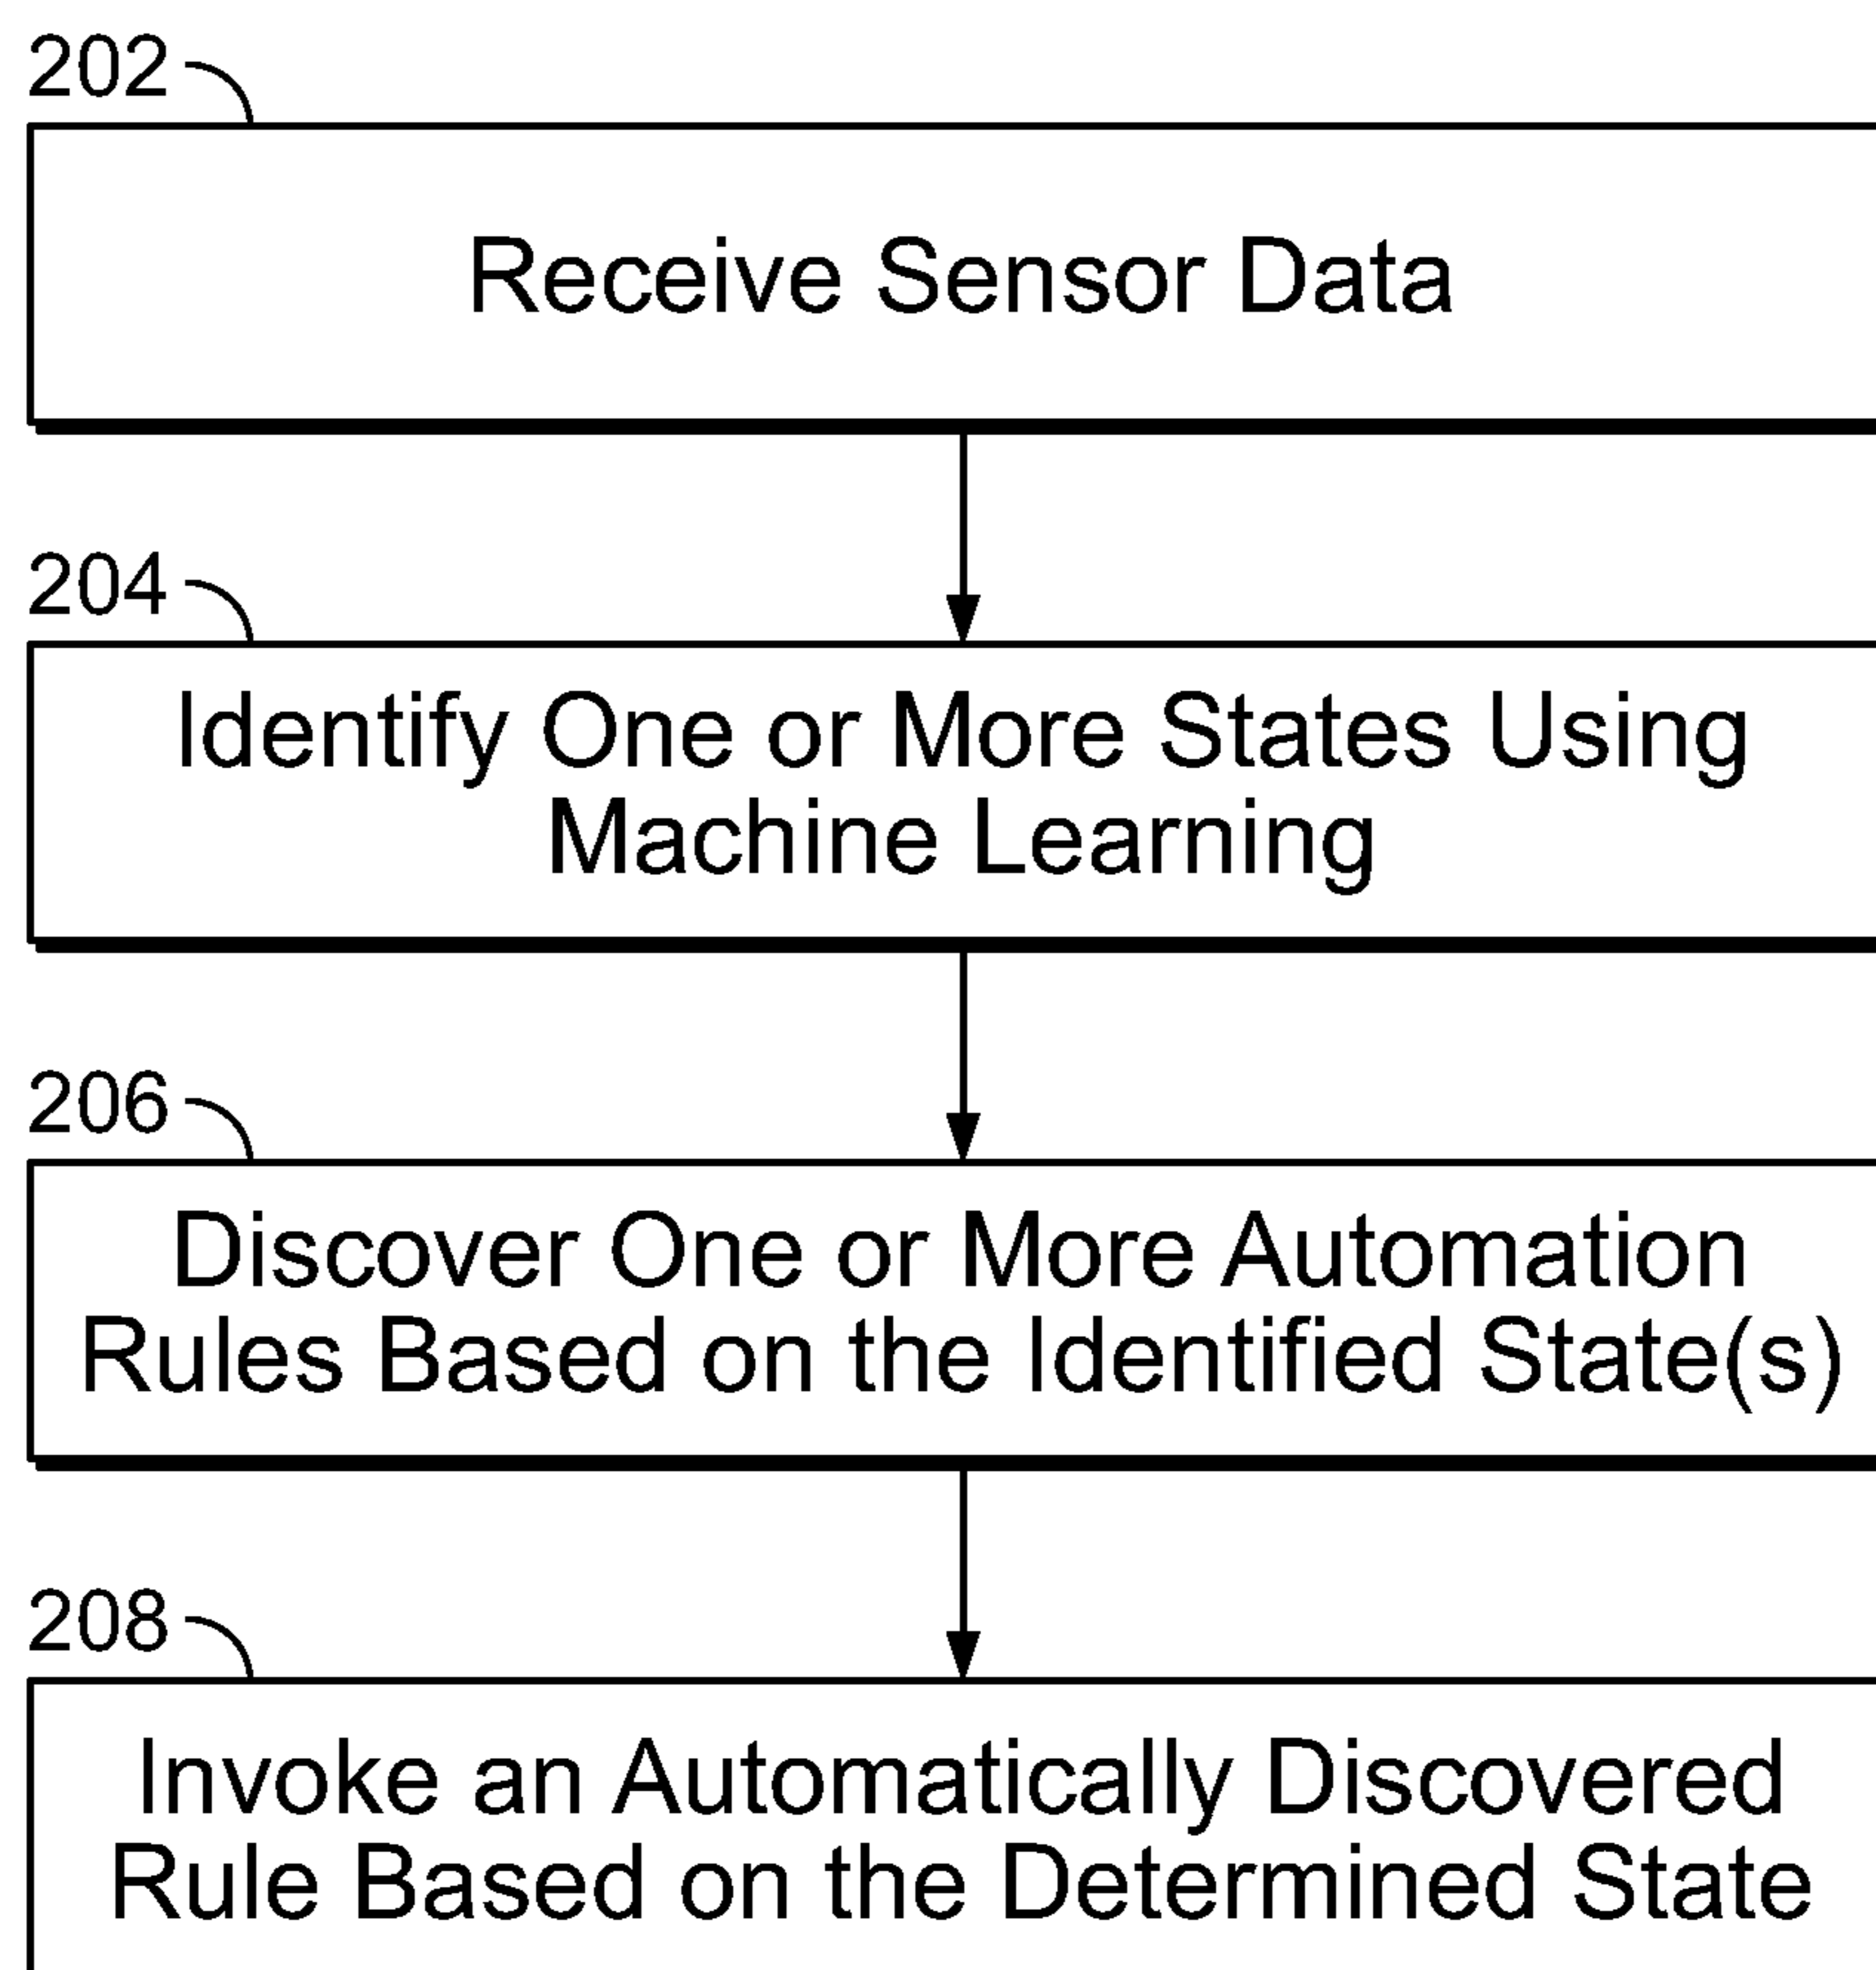 202
Receive Sensor Data
204
Identify One or More States Using
Machine Learning
206
Discover One or More Automation
Rules Based on the Identified State(s)
208
Invoke an Automatically Discovered
Rule Based on the Determined State